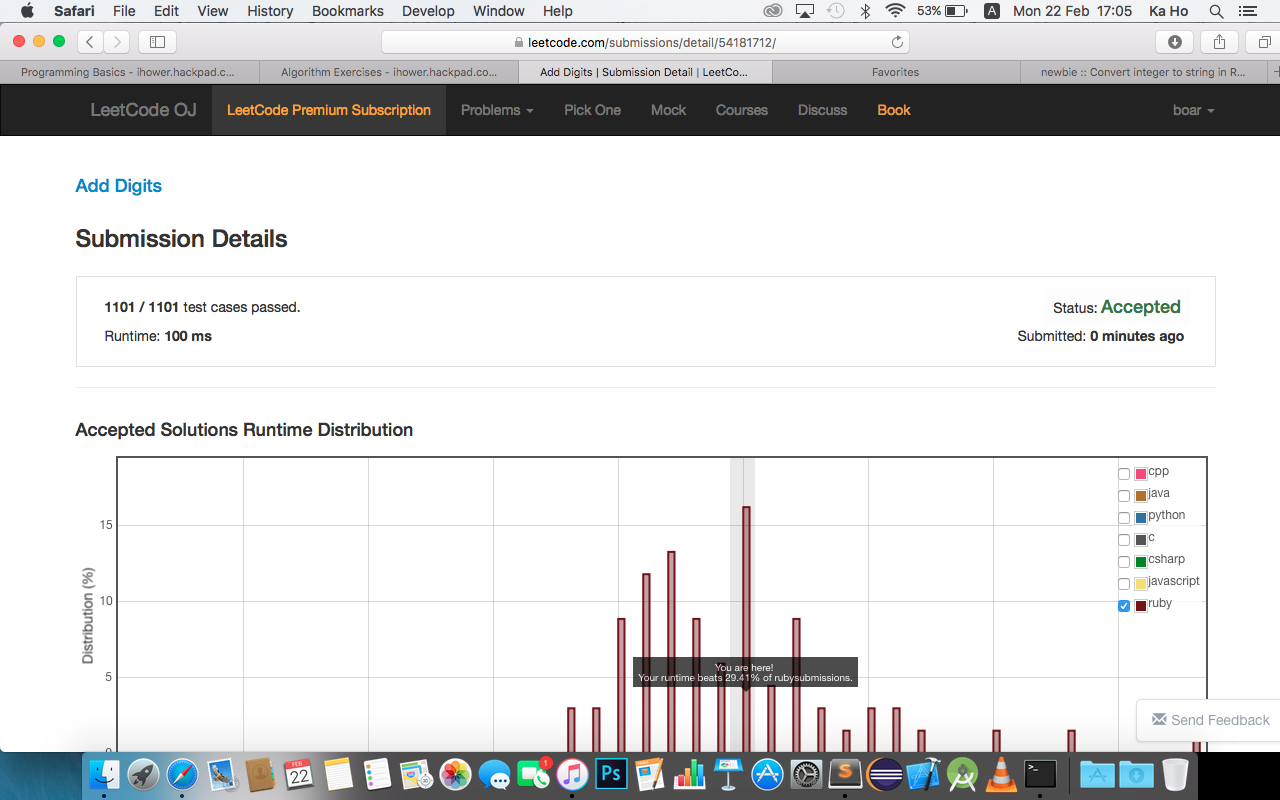 Safari File Edit View History Bookmarks Develop Window Help 53% A Mon 22 Feb 17:05 Ka Ho
leetcode.com/submissions/detail/54181712/
Programming Basics - ihower.hackpad.c... Algorithm Exercises - ihower.hackpad.co... Add Digits | Submission Detail | LeetCo... Favorites newbie :: Convert integer to string in R...
LeetCode OJ LeetCode Premium Subscription Problems Pick One Mock Courses Discuss Book boar
Add Digits
Submission Details
1101 / 1101 test cases passed. Status: Accepted
Runtime: 100 ms Submitted: 0 minutes ago
Accepted Solutions Runtime Distribution
cpp
java
python
c
csharp
javascript
ruby
Distribution (%)
15
10
5
0
You are here!
Your runtime beats 29.41% of rubysubmissions.
Send Feedback
FEB
22
1
Ps
S
>_